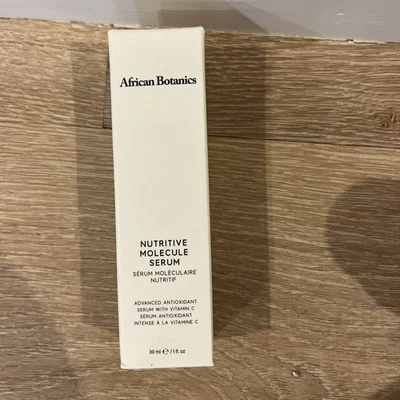 African Botanics
NUTRITIVE
MOLECULE
SERUM
SÉRUM MOLÉCULAIRE
NUTRITIF
ADVANCED ANTIOXIDANT
SERUM WITH VITAMIN C
SÉRUM ANTIOXIDANT
INTENSE À LA VITAMINE C
30 ml ℮ / 1 fl. oz